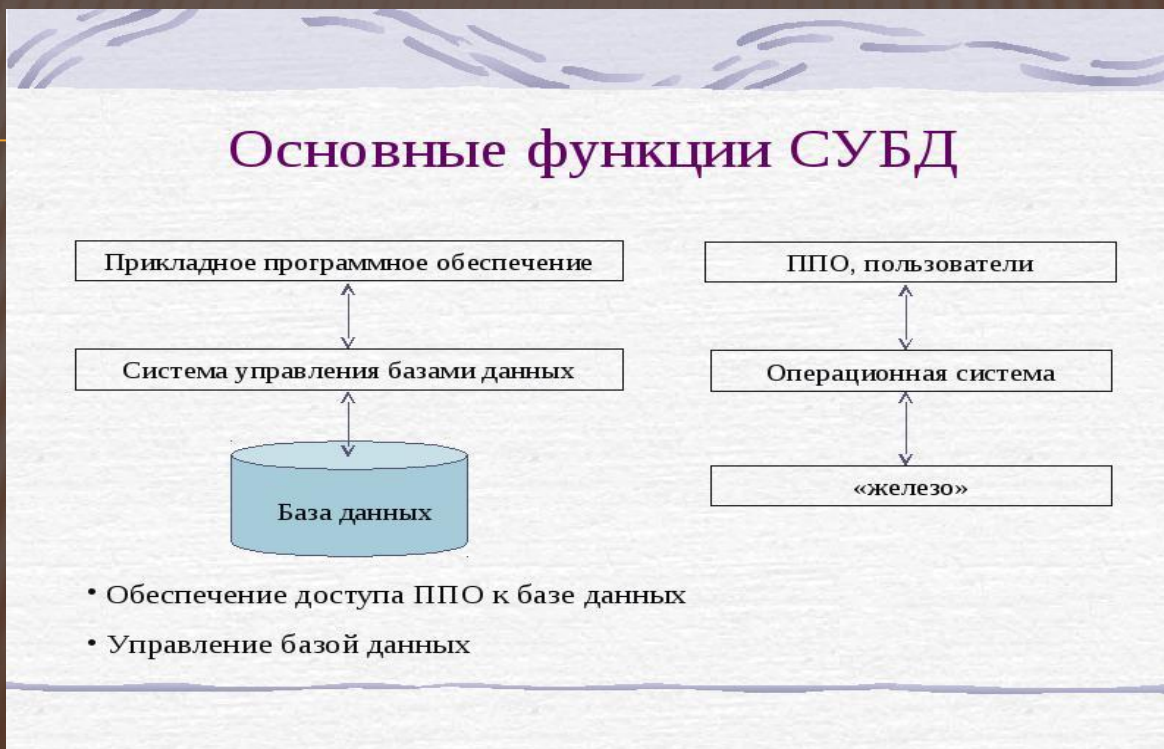 Основные функции СУБД
Прикладное программное обеспечение
Система управления базами данных
База данных
ППО, пользователи
Операционная система
«железо»
• Обеспечение доступа ППО к базе данных
• Управление базой данных